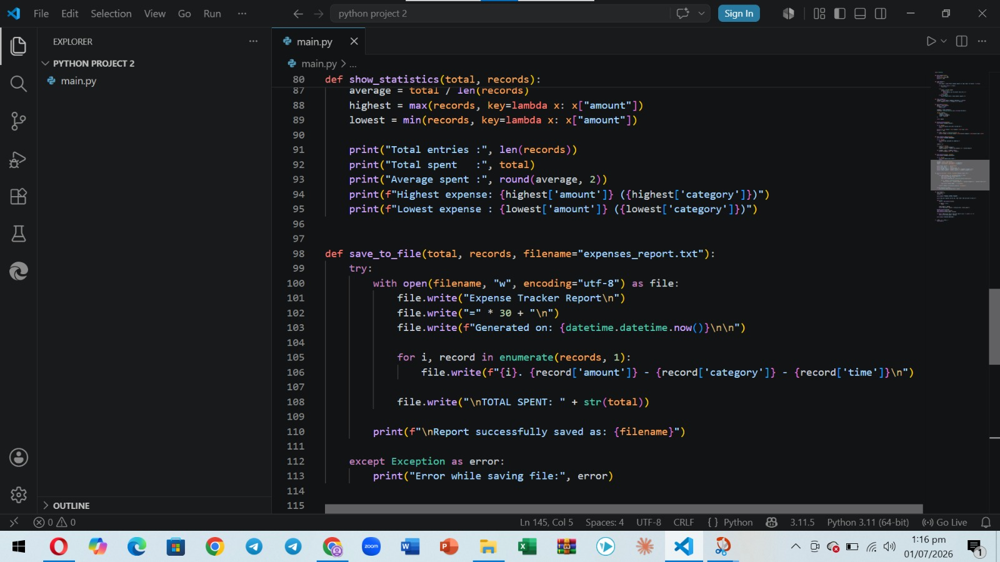 File Edit Selection View Go Run ···
python project 2
Sign In
EXPLORER
PYTHON PROJECT 2
main.py
OUTLINE
main.py
main.py > ...
80 def show_statistics(total, records):
87 average = total / len(records)
88 highest = max(records, key=lambda x: x["amount"])
89 lowest = min(records, key=lambda x: x["amount"])
90
91 print("Total entries :", len(records))
92 print("Total spent   :", total)
93 print("Average spent :", round(average, 2))
94 print(f"Highest expense: {highest['amount']} ({highest['category']})")
95 print(f"Lowest expense : {lowest['amount']} ({lowest['category']})")
96
97
98 def save_to_file(total, records, filename="expenses_report.txt"):
99 try:
100 with open(filename, "w", encoding="utf-8") as file:
101 file.write("Expense Tracker Report\n")
102 file.write("=" * 30 + "\n")
103 file.write(f"Generated on: {datetime.datetime.now()}\n\n")
104
105 for i, record in enumerate(records, 1):
106 file.write(f"{i}. {record['amount']} - {record['category']} - {record['time']}\n")
107
108 file.write("\nTOTAL SPENT: " + str(total))
109
110 print(f"\nReport successfully saved as: {filename}")
111
112 except Exception as error:
113 print("Error while saving file:", error)
114
115
0 0
Ln 145, Col 5 Spaces: 4 UTF-8 CRLF { } Python 3.11.5 Python 3.11 (64-bit) Go Live
zoom
1:16 pm
01/07/2026
1